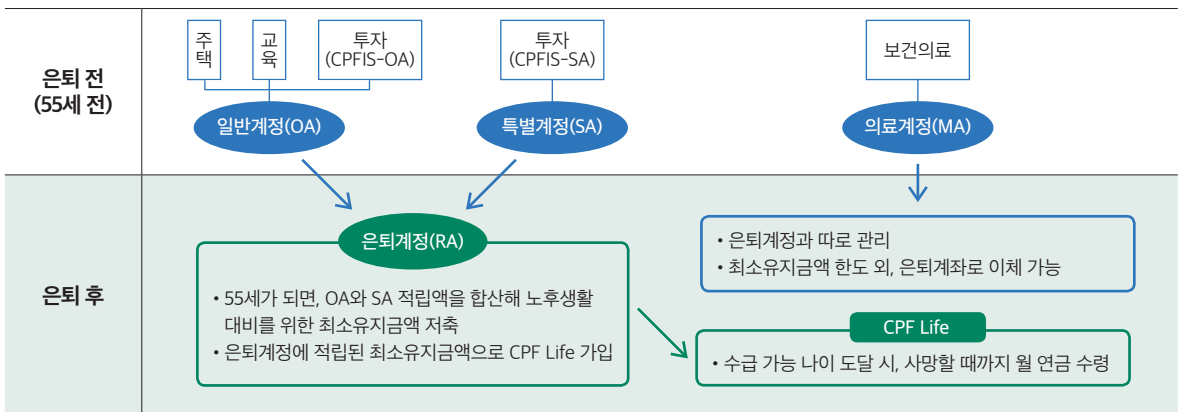 은퇴 전
(55세 전)
주택
교육
투자
(CPFIS-OA)
투자
(CPFIS-SA)
보건의료
일반계정(OA)
특별계정(SA)
의료계정(MA)
은퇴 후
은퇴계정(RA)
• 55세가 되면, OA와 SA 적립액을 합산해 노후생활
대비를 위한 최소유지금액 저축
• 은퇴계정에 적립된 최소유지금액으로 CPF Life 가입
• 은퇴계정과 따로 관리
• 최소유지금액 한도 외, 은퇴계좌로 이체 가능
CPF Life
• 수급 가능 나이 도달 시, 사망할 때까지 월 연금 수령